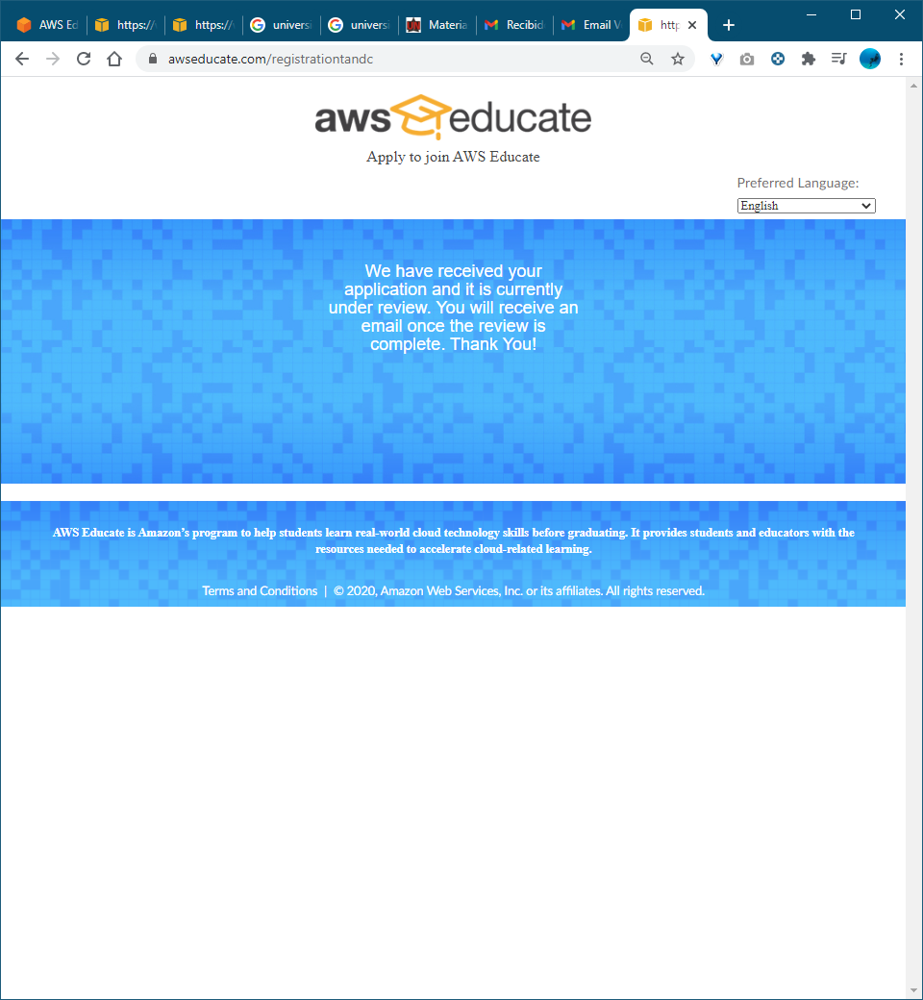 AWS Ed
https://
https://
universi
universi
Materia
Recibid
Email V
http
awseducate.com/registrationtandc
aws educate
Apply to join AWS Educate
Preferred Language:
English
We have received your
application and it is currently
under review. You will receive an
email once the review is
complete. Thank You!
AWS Educate is Amazon’s program to help students learn real-world cloud technology skills before graduating. It provides students and educators with the
resources needed to accelerate cloud-related learning.
Terms and Conditions | © 2020, Amazon Web Services, Inc. or its affiliates. All rights reserved.